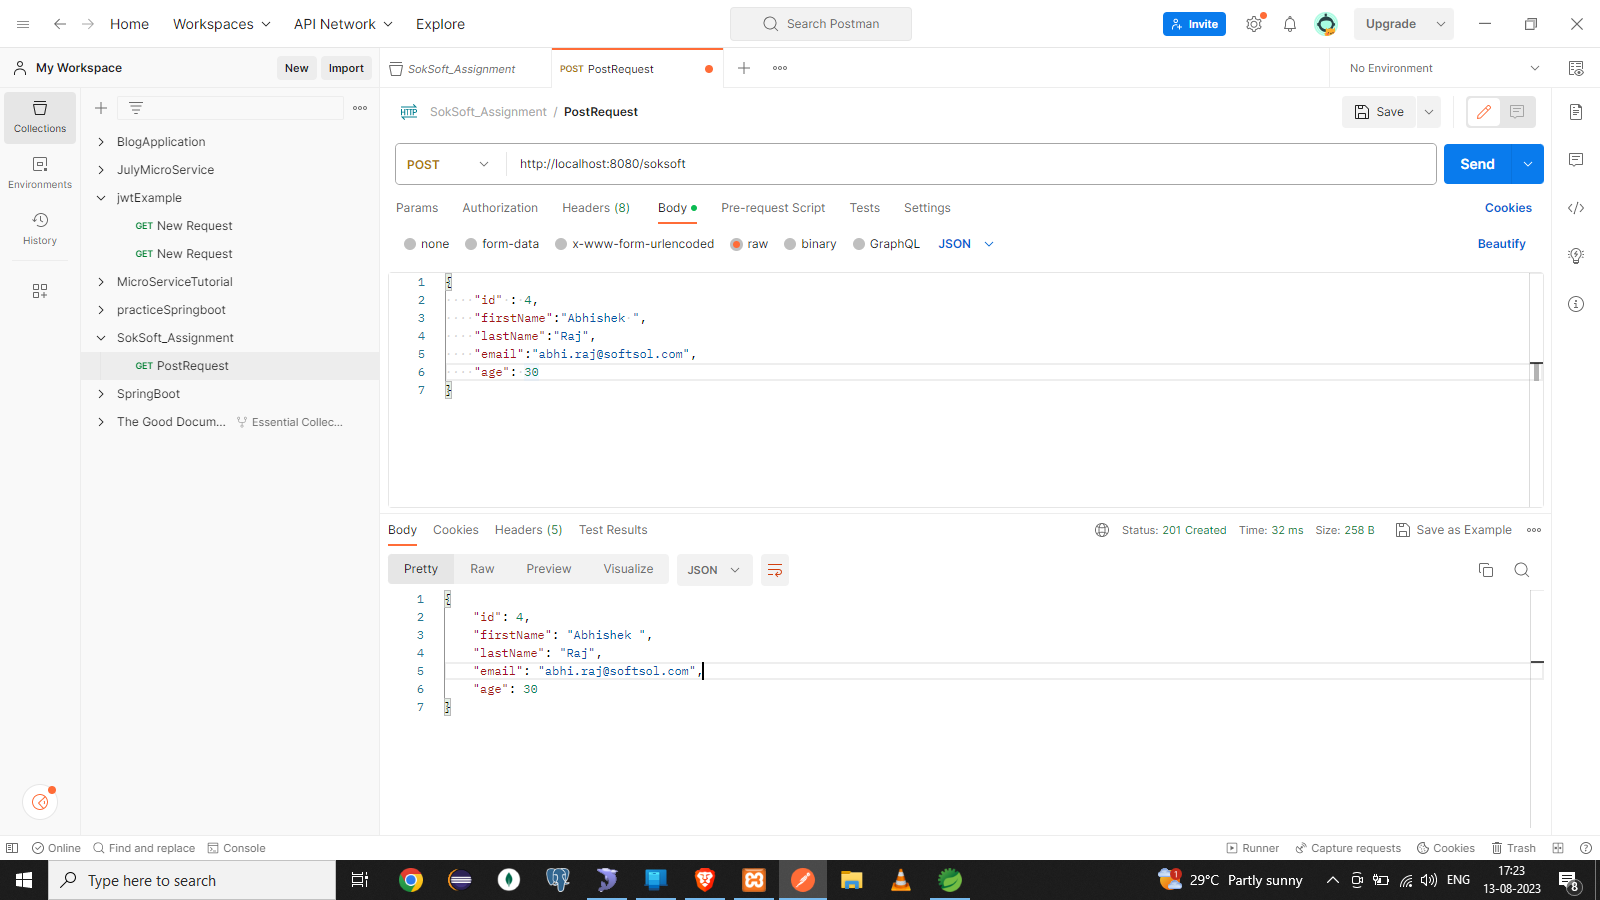 Home Workspaces API Network Explore Search Postman Invite Upgrade
My Workspace New Import SokSoft_Assignment POST PostRequest No Environment
Collections
Environments
History
BlogApplication
JulyMicroService
jwtExample
GET New Request
GET New Request
MicroServiceTutorial
practiceSpringboot
SokSoft_Assignment
GET PostRequest
SpringBoot
The Good Docum... Essential Collec...
HTTP SokSoft_Assignment / PostRequest Save
POST http://localhost:8080/soksoft Send
Params Authorization Headers (8) Body Pre-request Script Tests Settings Cookies
none form-data x-www-form-urlencoded raw binary GraphQL JSON Beautify
1 {
2 "id" : 4,
3 "firstName":"Abhishek ",
4 "lastName":"Raj",
5 "email":"abhi.raj@softsol.com",
6 "age": 30
7 }
Body Cookies Headers (5) Test Results Status: 201 Created Time: 32 ms Size: 258 B Save as Example
Pretty Raw Preview Visualize JSON
1 {
2 "id": 4,
3 "firstName": "Abhishek ",
4 "lastName": "Raj",
5 "email": "abhi.raj@softsol.com",
6 "age": 30
7 }
Online Find and replace Console Runner Capture requests Cookies Trash
Type here to search 1 29°C Partly sunny ENG 17:23
13-08-2023 8